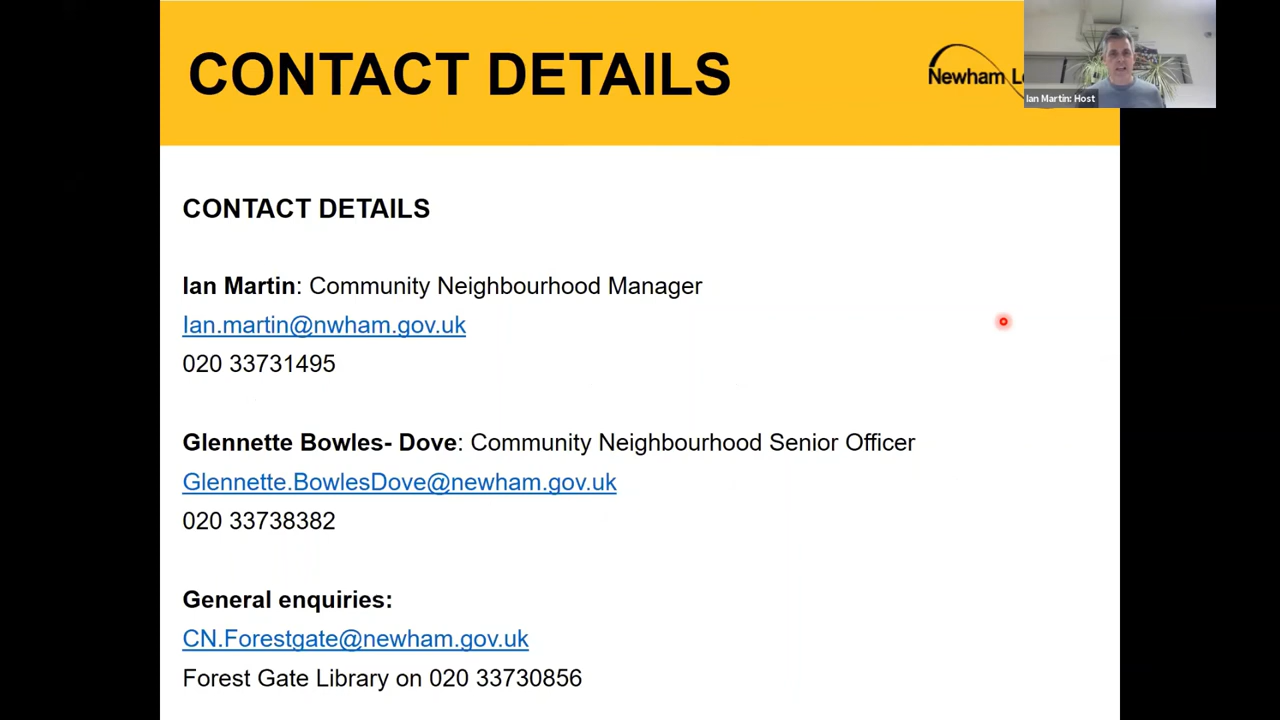 CONTACT DETAILS
Newham
Ian Martin: Host
CONTACT DETAILS
Ian Martin: Community Neighbourhood Manager
Ian.martin@nwham.gov.uk
020 33731495
Glennette Bowles- Dove: Community Neighbourhood Senior Officer
Glennette.BowlesDove@newham.gov.uk
020 33738382
General enquiries:
CN.Forestgate@newham.gov.uk
Forest Gate Library on 020 33730856